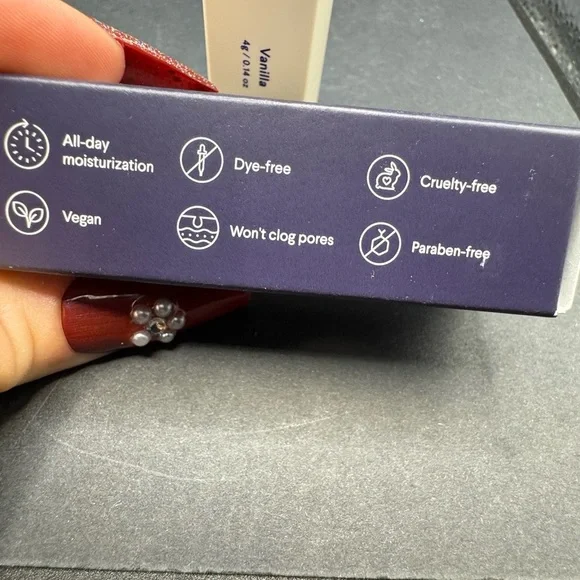 Vanilla
4g / 0.14 oz
All-day
moisturization
Dye-free
Cruelty-free
Vegan
Won't clog pores
Paraben-free